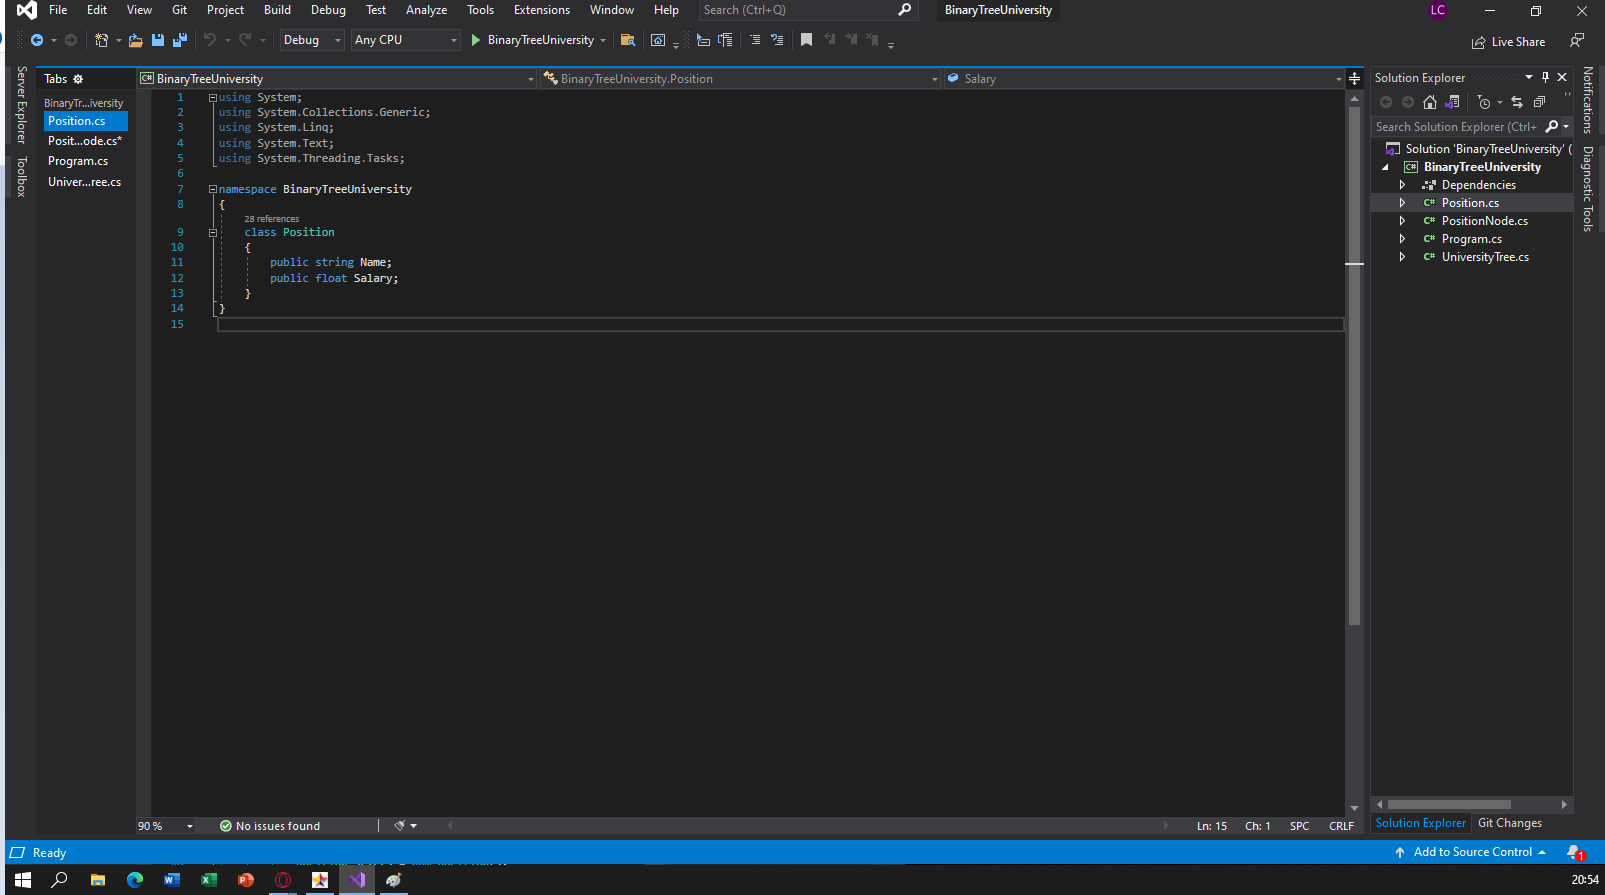 File Edit View Git Project Build Debug Test Analyze Tools Extensions Window Help Search (Ctrl+Q) BinaryTreeUniversity LC
Debug Any CPU BinaryTreeUniversity Live Share
Server Explorer
Toolbox
Tabs
BinaryTr...iversity
Position.cs
Posit...ode.cs*
Program.cs
Univer...ree.cs
C# BinaryTreeUniversity BinaryTreeUniversity.Position Salary
1 using System;
2 using System.Collections.Generic;
3 using System.Linq;
4 using System.Text;
5 using System.Threading.Tasks;
6
7 namespace BinaryTreeUniversity
8 {
28 references
9 class Position
10 {
11 public string Name;
12 public float Salary;
13 }
14 }
15
90 % No issues found Ln: 15 Ch: 1 SPC CRLF
Solution Explorer
Search Solution Explorer (Ctrl+
Solution 'BinaryTreeUniversity' (
C# BinaryTreeUniversity
Dependencies
C# Position.cs
C# PositionNode.cs
C# Program.cs
C# UniversityTree.cs
Solution Explorer Git Changes
Notifications
Diagnostic Tools
Ready Add to Source Control 1
20:54